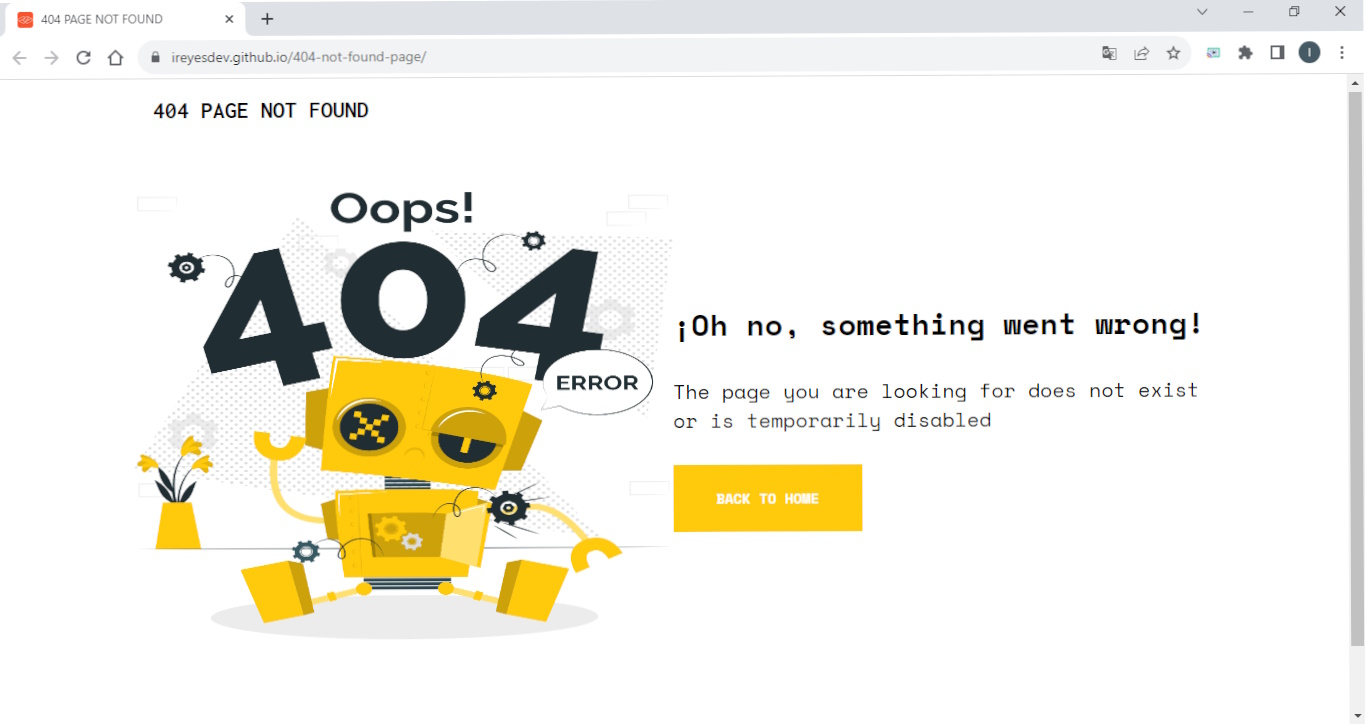 404 PAGE NOT FOUND
ireyesdev.github.io/404-not-found-page/
I
404 PAGE NOT FOUND
Oops!
404
ERROR
¡Oh no, something went wrong!
The page you are looking for does not exist
or is temporarily disabled
BACK TO HOME